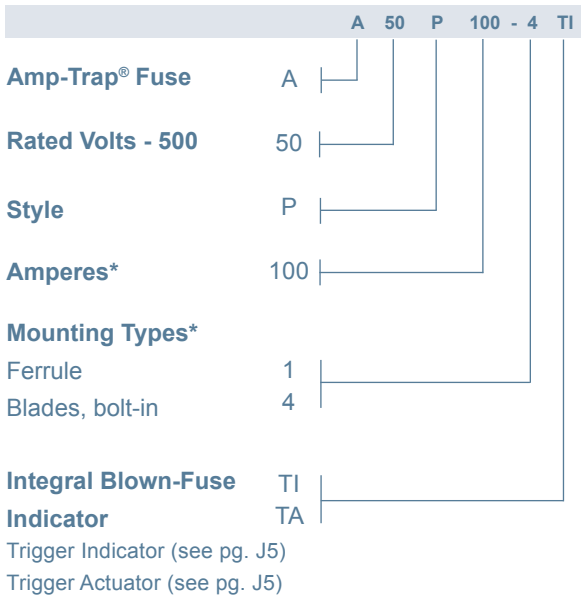 A 50 P 100 - 4 TI
Amp-Trap® Fuse A
Rated Volts - 500 50
Style P
Amperes* 100
Mounting Types*
Ferrule 1
Blades, bolt-in 4
Integral Blown-Fuse TI
Indicator TA
Trigger Indicator (see pg. J5)
Trigger Actuator (see pg. J5)